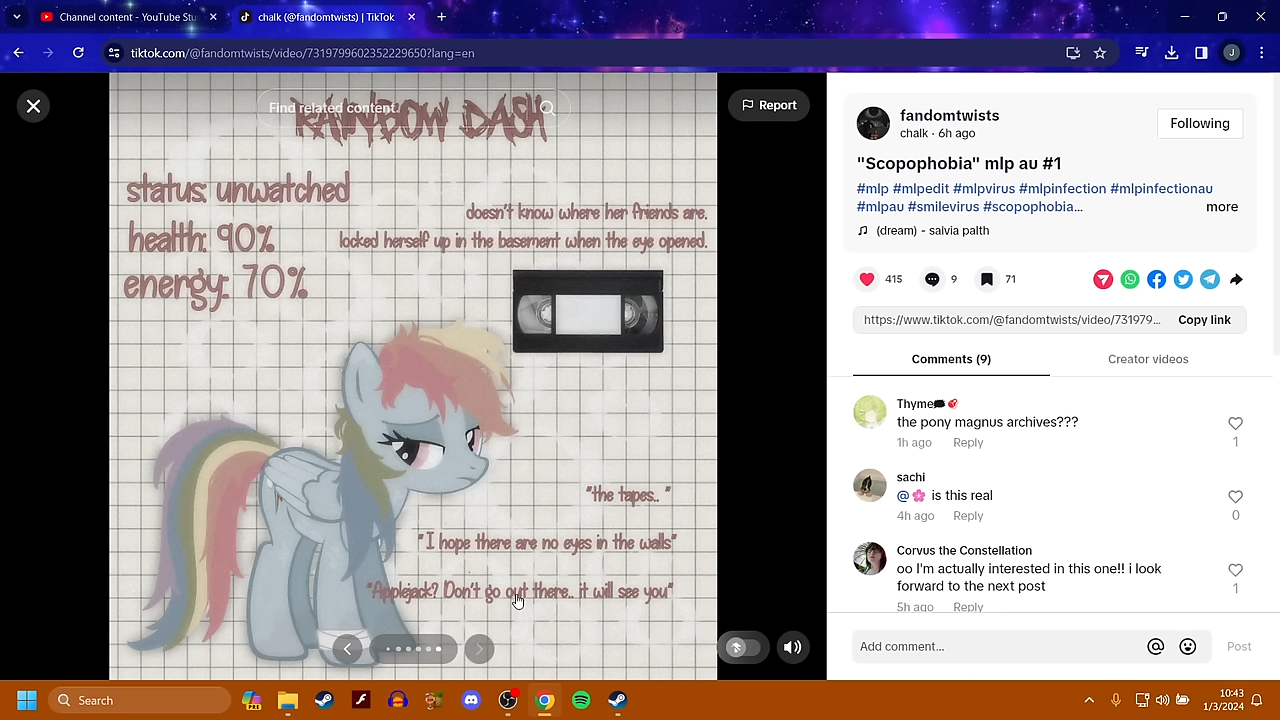 Channel content - YouTube Stu
chalk (@fandomtwists) | TikTok
tiktok.com/@fandomtwists/video/7319799602352229650?lang=en
J
Find related content
Report
RAINBOW DASH
status: unwatched
health: 90%
energy: 70%
doesn't know where her friends are.
locked herself up in the basement when the eye opened.
"the tapes.. "
"I hope there are no eyes in the walls"
"Applejack? Don't go out there.. it will see you"
fandomtwists
chalk · 6h ago
Following
"Scopophobia" mlp au #1
#mlp #mlpedit #mlpvirus #mlpinfection #mlpinfectionau
#mlpau #smilevirus #scopophobia...
more
(dream) - salvia palth
415
9
71
https://www.tiktok.com/@fandomtwists/video/731979...
Copy link
Comments (9)
Creator videos
Thyme
the pony magnus archives???
1h ago Reply
1
sachi
@🌸 is this real
4h ago Reply
0
Corvus the Constellation
oo I'm actually interested in this one!! i look
forward to the next post
5h ago Reply
1
Add comment...
Post
Search
PRE
10:43
1/3/2024